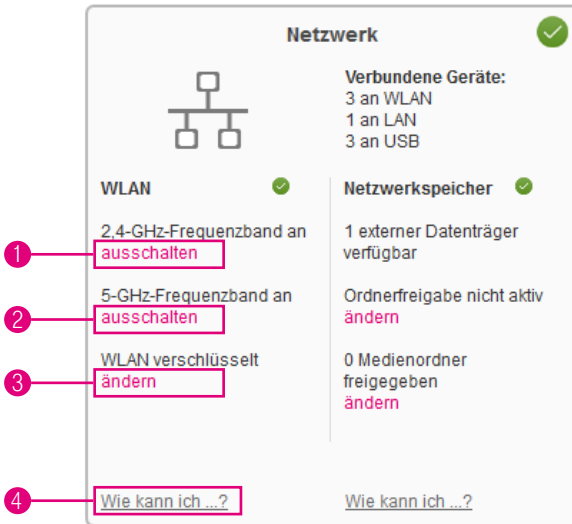 Netzwerk
Verbundene Geräte:
3 an WLAN
1 an LAN
3 an USB
WLAN
2,4-GHz-Frequenzband an
1 ausschalten
5-GHz-Frequenzband an
2 ausschalten
WLAN verschlüsselt
3 ändern
4 Wie kann ich ...?
Netzwerkspeicher
1 externer Datenträger
verfügbar
Ordnerfreigabe nicht aktiv
ändern
0 Medienordner
freigegeben
ändern
Wie kann ich ...?